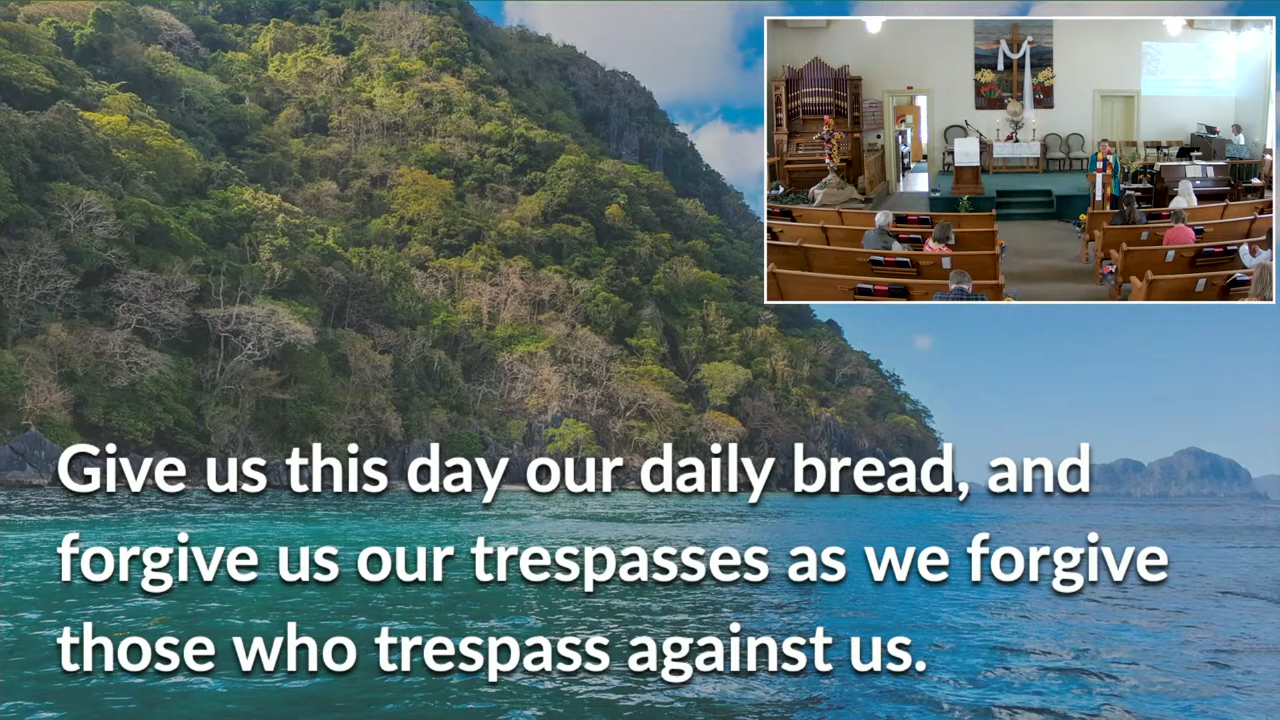 Give us this day our daily bread, and
forgive us our trespasses as we forgive
those who trespass against us.